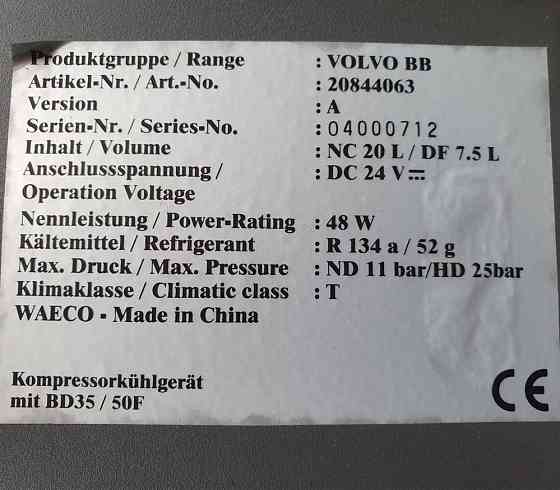 Produktgruppe / Range : VOLVO BB
Artikel-Nr. / Art.-No. : 20844063
Version : A
Serien-Nr. / Series-No. : 04000712
Inhalt / Volume : NC 20 L / DF 7.5 L
Anschlussspannung / : DC 24 V⎓
Operation Voltage
Nennleistung / Power-Rating : 48 W
Kältemittel / Refrigerant : R 134 a / 52 g
Max. Druck / Max. Pressure : ND 11 bar/HD 25bar
Klimaklasse / Climatic class : T
WAECO - Made in China
Kompressorkühlgerät
mit BD35 / 50F
CE